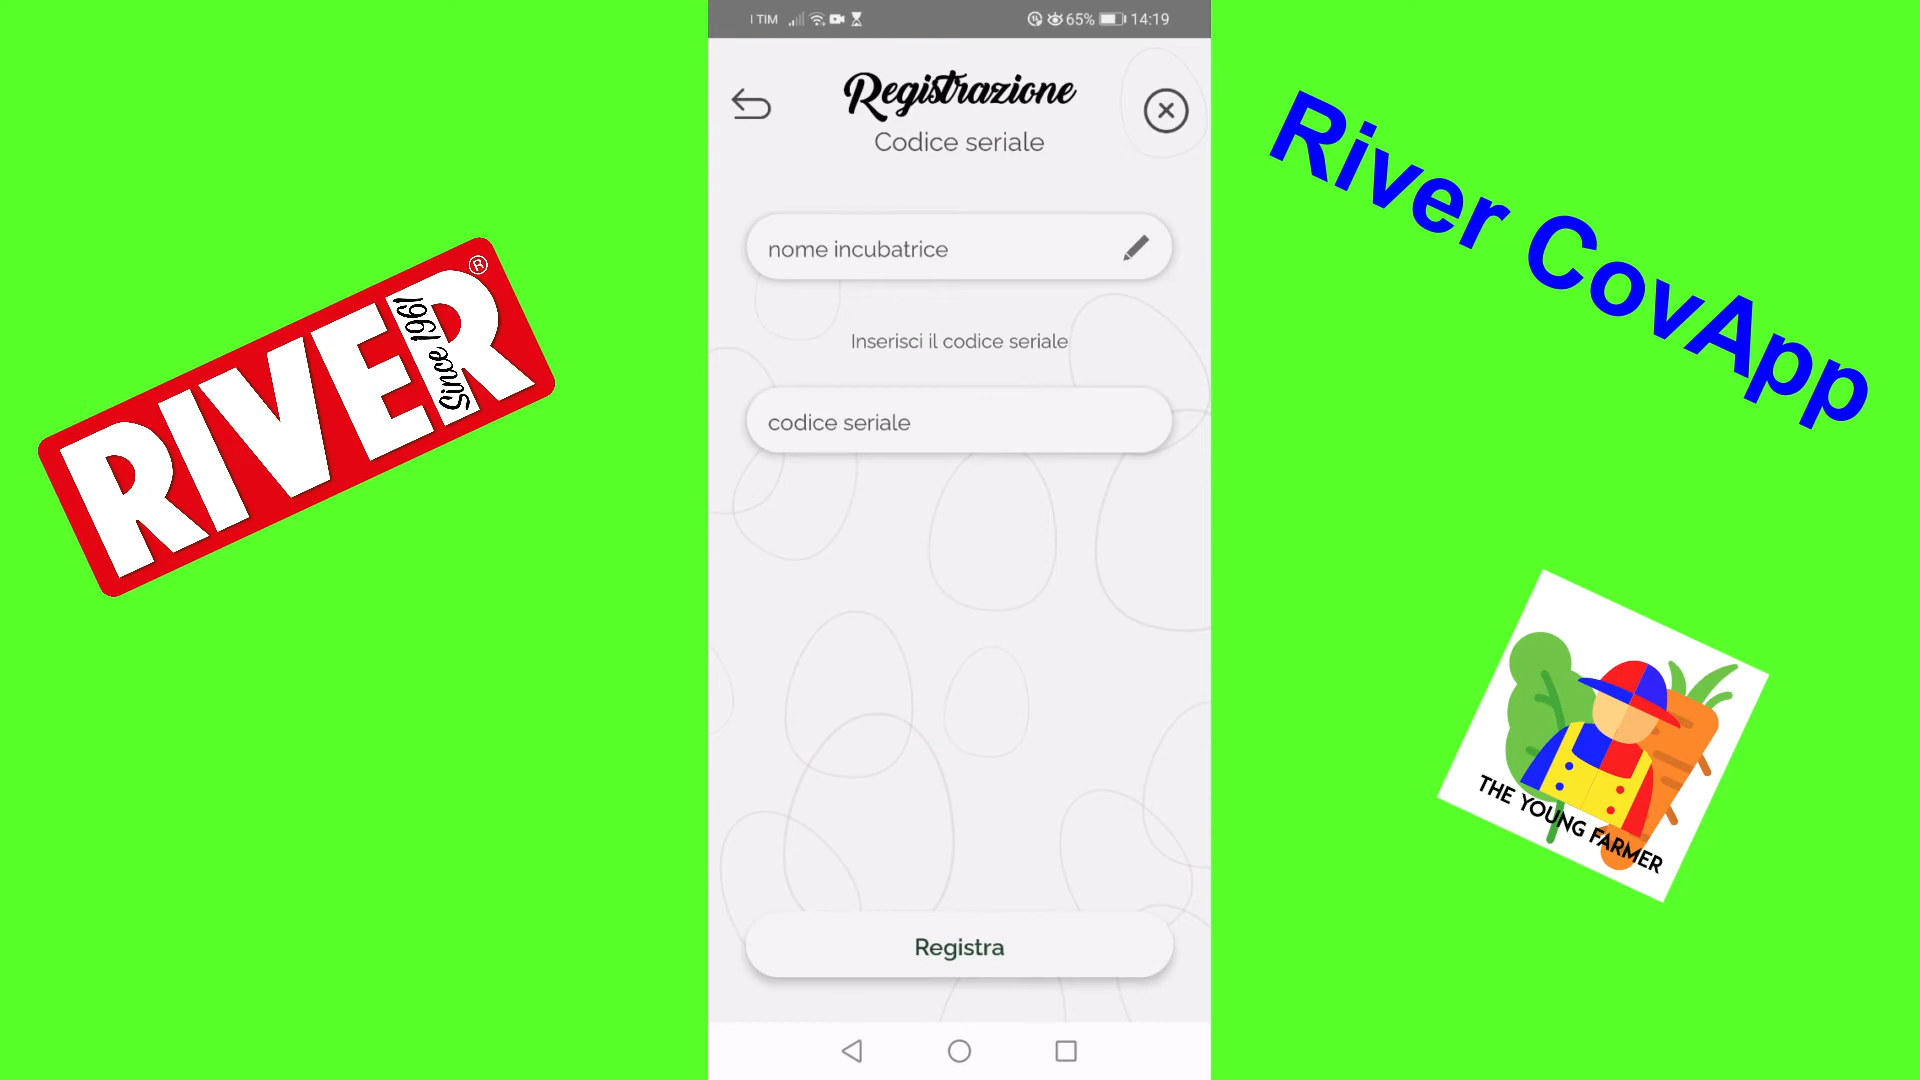 I TIM
65%
14:19
Registrazione
Codice seriale
nome incubatrice
Inserisci il codice seriale
codice seriale
Registra
RIVER
Since 1961
®
River CovApp
THE YOUNG FARMER